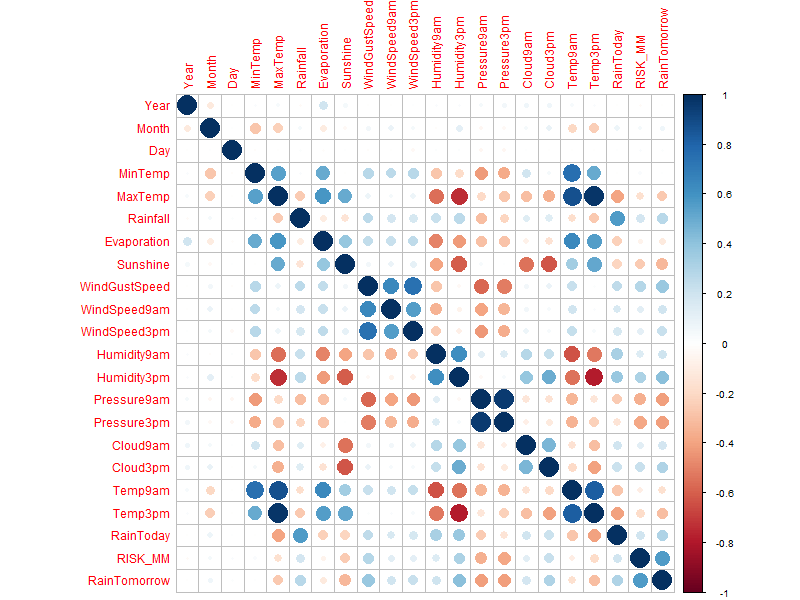 Year
Month
Day
MinTemp
MaxTemp
Rainfall
Evaporation
Sunshine
WindGustSpeed
WindSpeed9am
WindSpeed3pm
Humidity9am
Humidity3pm
Pressure9am
Pressure3pm
Cloud9am
Cloud3pm
Temp9am
Temp3pm
RainToday
RISK_MM
RainTomorrow
Year
Month
Day
MinTemp
MaxTemp
Rainfall
Evaporation
Sunshine
WindGustSpeed
WindSpeed9am
WindSpeed3pm
Humidity9am
Humidity3pm
Pressure9am
Pressure3pm
Cloud9am
Cloud3pm
Temp9am
Temp3pm
RainToday
RISK_MM
RainTomorrow
1
0.8
0.6
0.4
0.2
0
-0.2
-0.4
-0.6
-0.8
-1